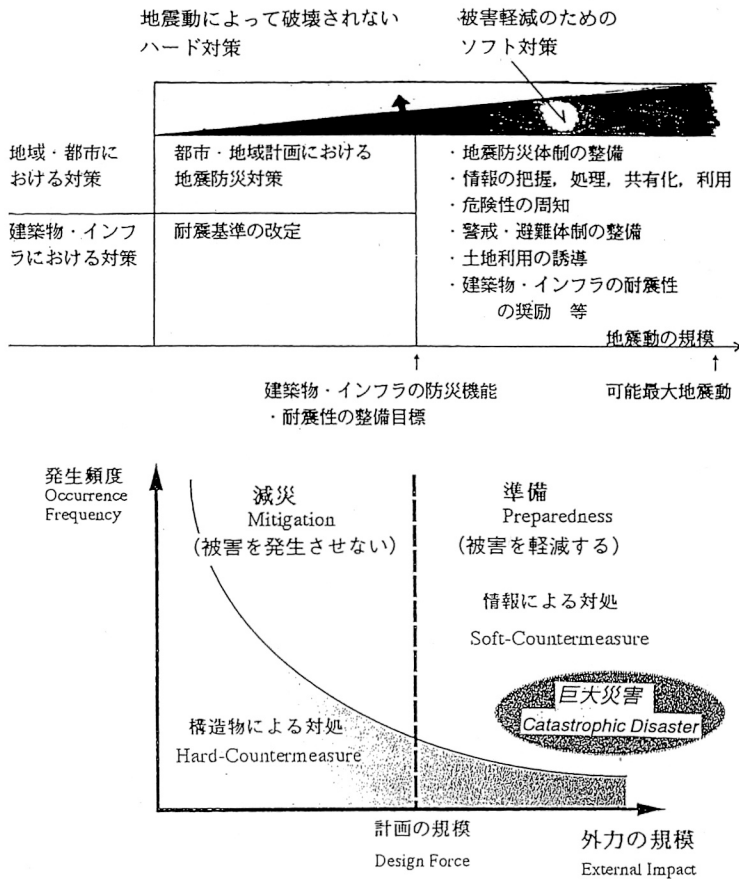 地震動によって破壊されない
ハード対策
被害軽減のための
ソフト対策
地域・都市に
おける対策
都市・地域計画における
地震防災対策
建築物・インフ
ラにおける対策
耐震基準の改定
・地震防災体制の整備
・情報の把握，処理，共有化，利用
・危険性の周知
・警戒・避難体制の整備
・土地利用の誘導
・建築物・インフラの耐震性
の奨励　等
地震動の規模
建築物・インフラの防災機能
・耐震性の整備目標
可能最大地震動
発生頻度
Occurrence
Frequency
減災
Mitigation
(被害を発生させない)
準備
Preparedness
(被害を軽減する)
情報による対処
Soft-Countermeasure
巨大災害
Catastrophic Disaster
構造物による対処
Hard-Countermeasure
計画の規模
Design Force
外力の規模
External Impact